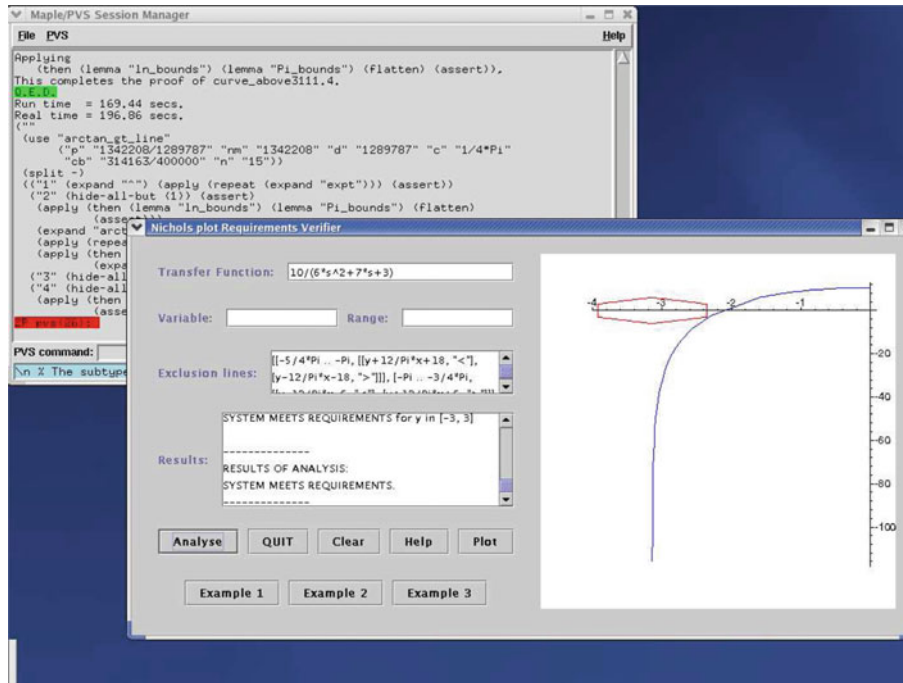 Maple/PVS Session Manager
File PVS Help
Applying
(then (lemma "ln_bounds") (lemma "Pi_bounds") (flatten) (assert)),
This completes the proof of curve_above3111.4.
Q.E.D.
Run time = 169.44 secs.
Real time = 196.86 secs.
(""
(use "arctan_gt_line"
("p" "1342208/1289787" "nm" "1342208" "d" "1289787" "c" "1/4*Pi"
"cb" "314163/400000" "n" "15"))
(split -)
(("1" (expand "^") (apply (repeat (expand "expt"))) (assert))
("2" (hide-all-but (1)) (assert)
(apply (then (lemma "ln_bounds") (lemma "Pi_bounds") (flatten)
(asse
(expand "arct
(apply (repea
(apply (then
(expa
("3" (hide-all
("4" (hide-all
(apply (then
(asse
PVS command:
\n % The subtype
Nichols plot Requirements Verifier
Transfer Function: 10/(6*s^2+7*s+3)
Variable: Range:
Exclusion lines: [[-5/4*Pi .. -Pi, [[y+12/Pi*x+18, "<"],
[y-12/Pi*x-18, ">"]]], [-Pi .. -3/4*Pi,
Results: SYSTEM MEETS REQUIREMENTS for y in [-3, 3]
--------------
RESULTS OF ANALYSIS:
SYSTEM MEETS REQUIREMENTS.
--------------
Analyse QUIT Clear Help Plot
Example 1 Example 2 Example 3
-4 -3 -2 -1
-20
-40
-60
-80
-100